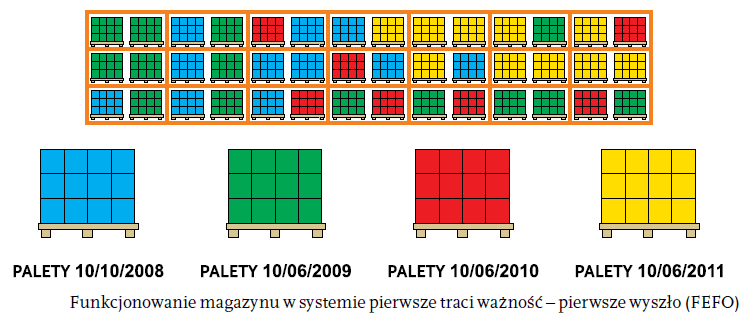 PALETY 10/10/2008 PALETY 10/06/2009 PALETY 10/06/2010 PALETY 10/06/2011
Funkcjonowanie magazynu w systemie pierwsze traci ważność – pierwsze wyszło (FEFO)